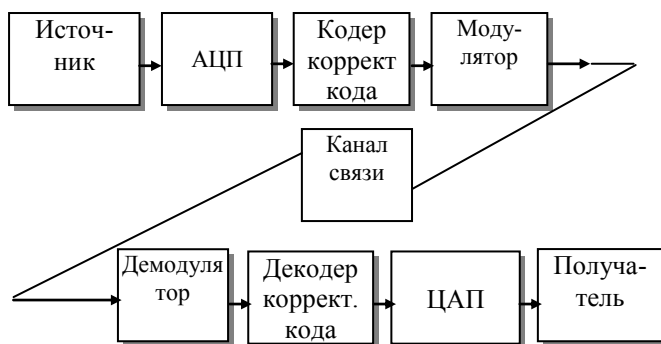 Источ-
ник
АЦП
Кодер
коррект
кода
Моду-
лятор
Канал
связи
Демодуля
тор
Декодер
коррект.
кода
ЦАП
Получа-
тель